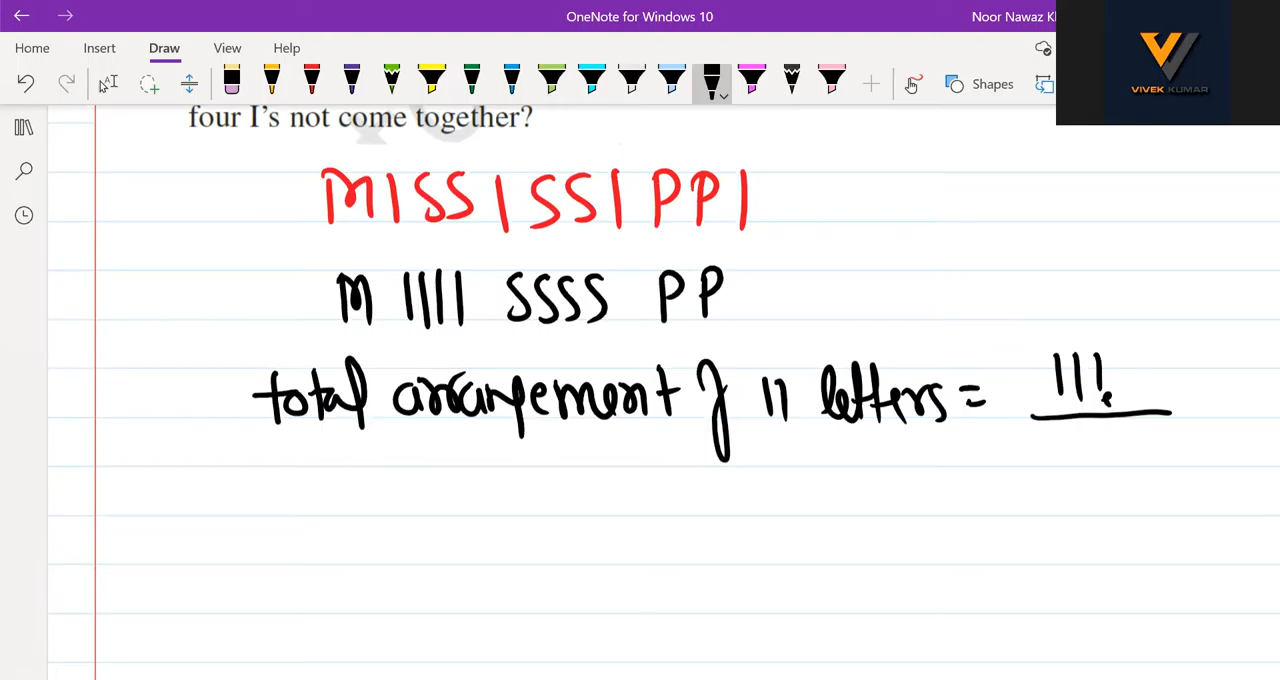 OneNote for Windows 10
Noor Nawaz Kl
Home Insert Draw View Help
Shapes
VIVEK KUMAR
four I's not come together?
MISSISSIPPI
M IIII SSSS PP
total arrangement of 11 letters = 11!